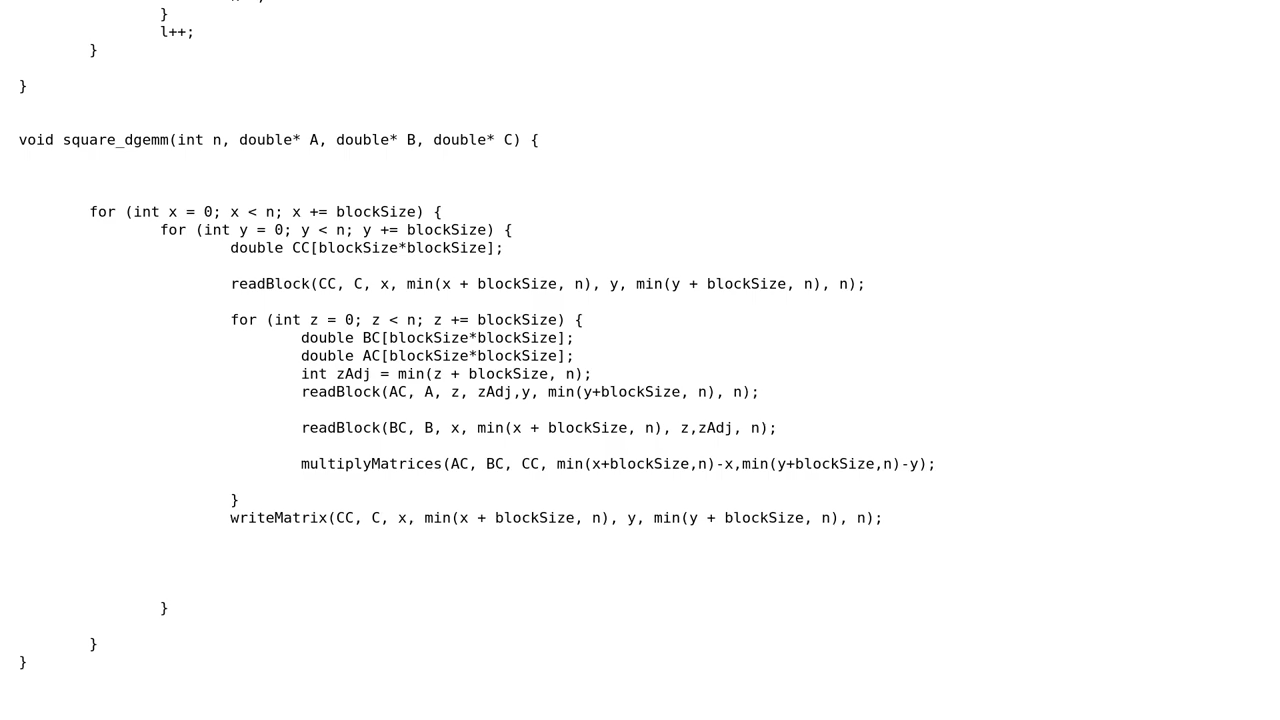 }
l++;
}
}
void square_dgemm(int n, double* A, double* B, double* C) {
for (int x = 0; x < n; x += blockSize) {
for (int y = 0; y < n; y += blockSize) {
double CC[blockSize*blockSize];
readBlock(CC, C, x, min(x + blockSize, n), y, min(y + blockSize, n), n);
for (int z = 0; z < n; z += blockSize) {
double BC[blockSize*blockSize];
double AC[blockSize*blockSize];
int zAdj = min(z + blockSize, n);
readBlock(AC, A, z, zAdj,y, min(y+blockSize, n), n);
readBlock(BC, B, x, min(x + blockSize, n), z,zAdj, n);
multiplyMatrices(AC, BC, CC, min(x+blockSize,n)-x,min(y+blockSize,n)-y);
}
writeMatrix(CC, C, x, min(x + blockSize, n), y, min(y + blockSize, n), n);
}
}
}